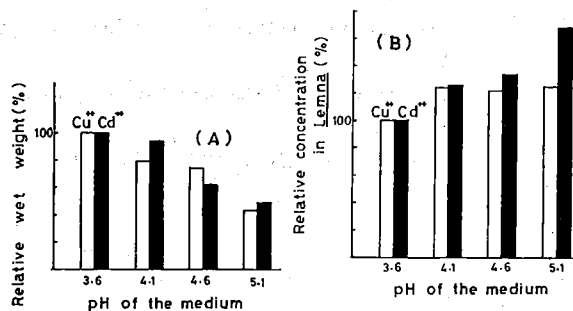 Relative wet weight (%)
100
Cu⁺⁺ Cd⁺⁺
(A)
3.6 4.1 4.6 5.1
pH of the medium
Relative concentration
in Lemna (%)
100
(B)
Cu⁺⁺ Cd⁺⁺
3.6 4.1 4.6 5.1
pH of the medium